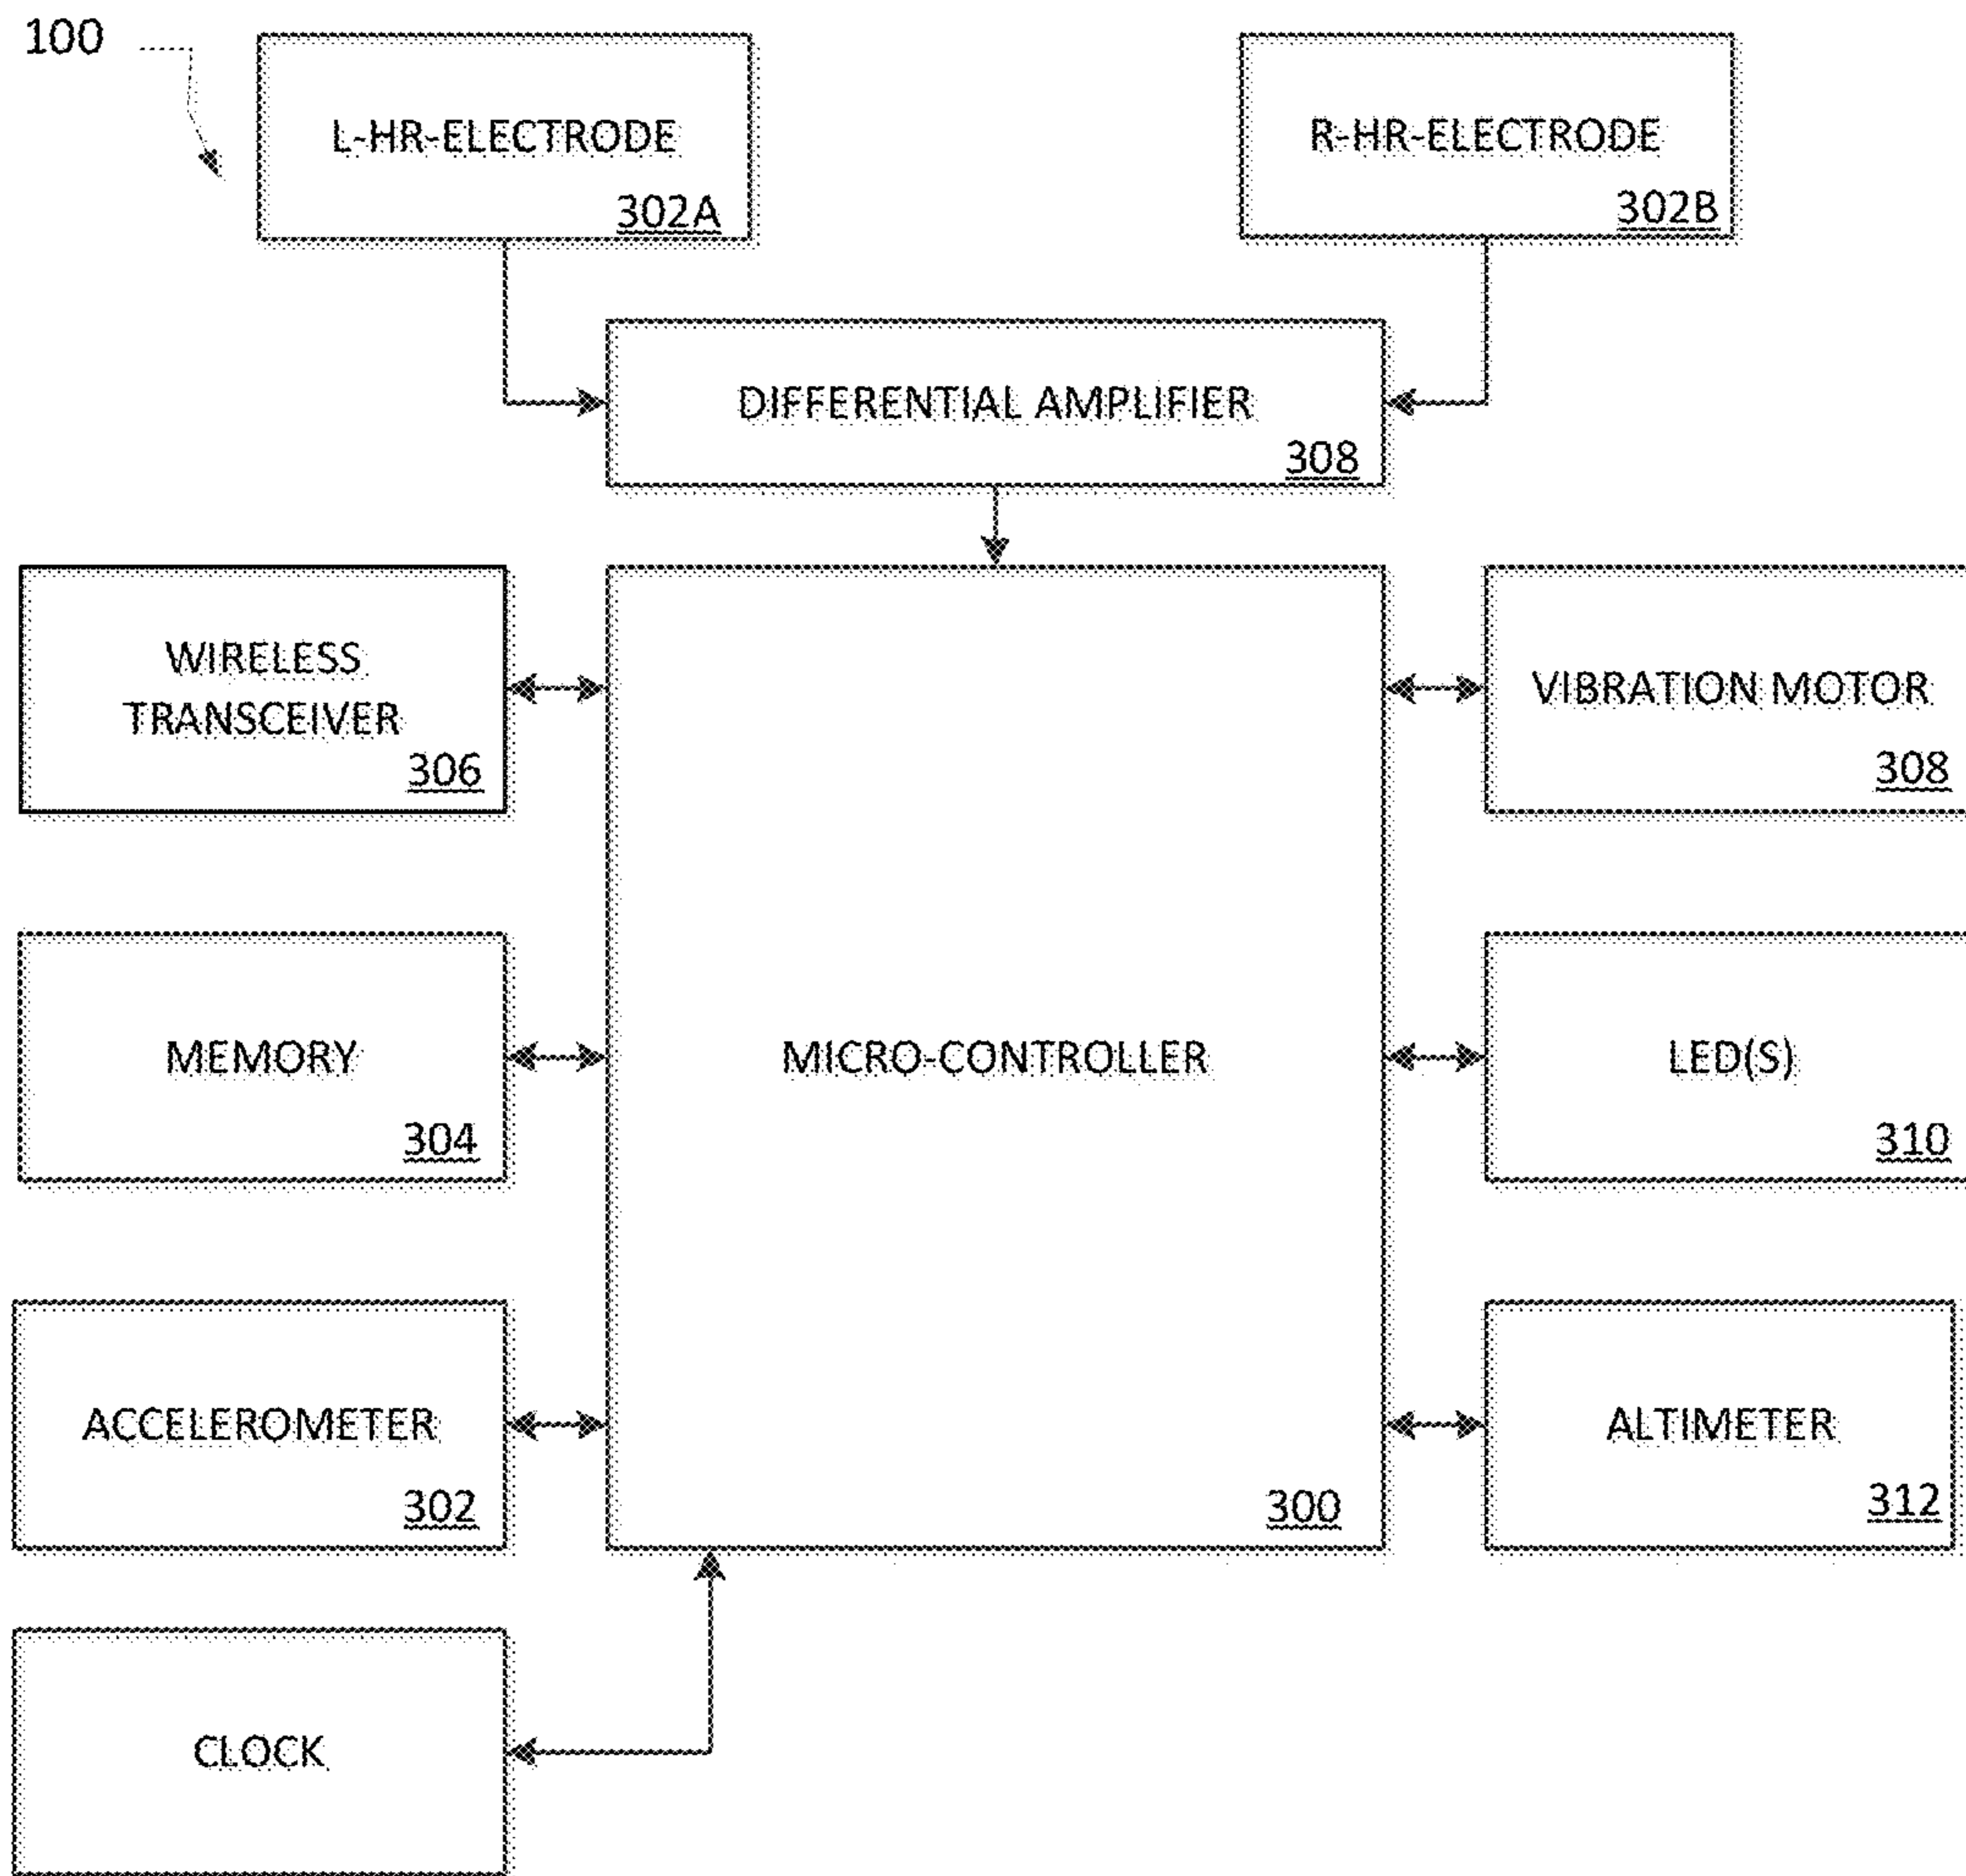 100
L-HR-ELECTRODE
302A
R-HR-ELECTRODE
302B
DIFFERENTIAL AMPLIFIER
308
WIRELESS
TRANSCEIVER
306
MICRO-CONTROLLER
300
VIBRATION MOTOR
308
MEMORY
304
LED(S)
310
ACCELEROMETER
302
ALTIMETER
312
CLOCK